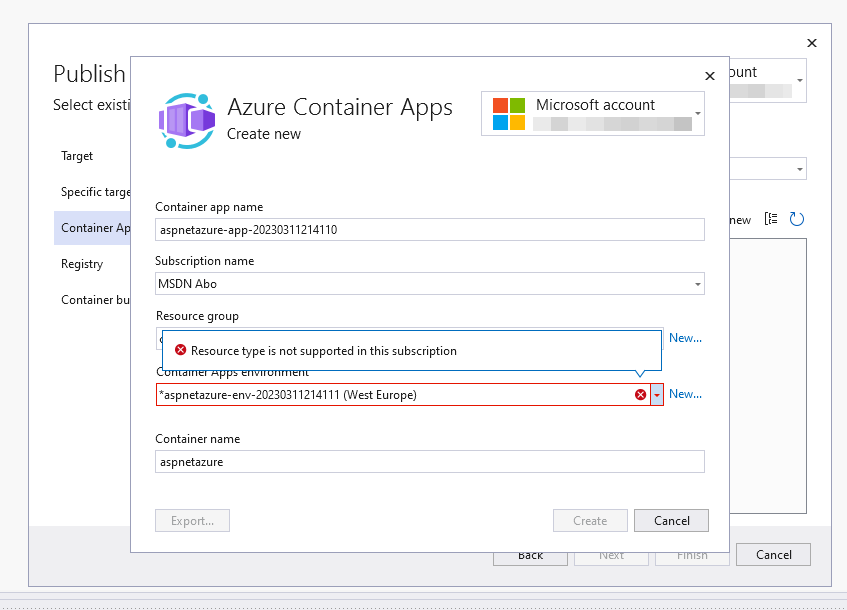 Publish
Select existi
ount
Azure Container Apps
Create new
Microsoft account
Target
Specific targe
Container Ap
Registry
Container bu
new
Container app name
aspnetazure-app-20230311214110
Subscription name
MSDN Abo
Resource group
New...
Resource type is not supported in this subscription
Container Apps environment
*aspnetazure-env-20230311214111 (West Europe)
New...
Container name
aspnetazure
Export...
Create
Cancel
Back
Next
Finish
Cancel